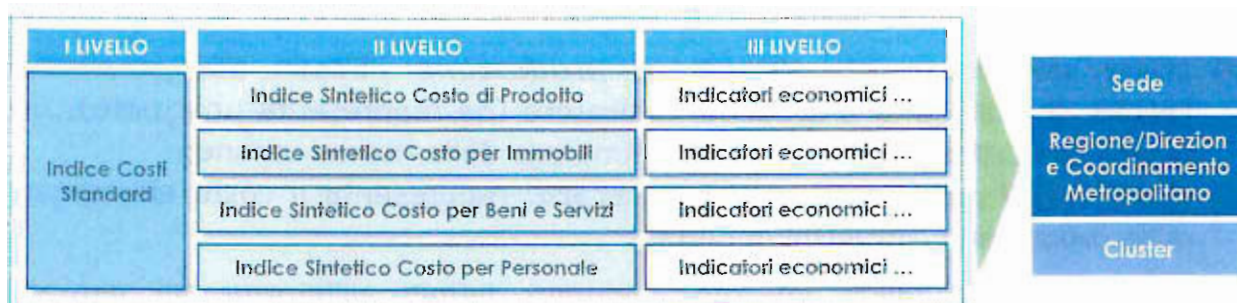 I LIVELLO
II LIVELLO
III LIVELLO
Indice Costi
Standard
Indice Sintetico Costo di Prodotto
Indicatori economici ...
Indice Sintetico Costo per Immobili
Indicatori economici ...
Indice Sintetico Costo per Beni e Servizi
Indicatori economici ...
Indice Sintetico Costo per Personale
Indicatori economici ...
Sede
Regione/Direzion
e Coordinamento
Metropolitano
Cluster